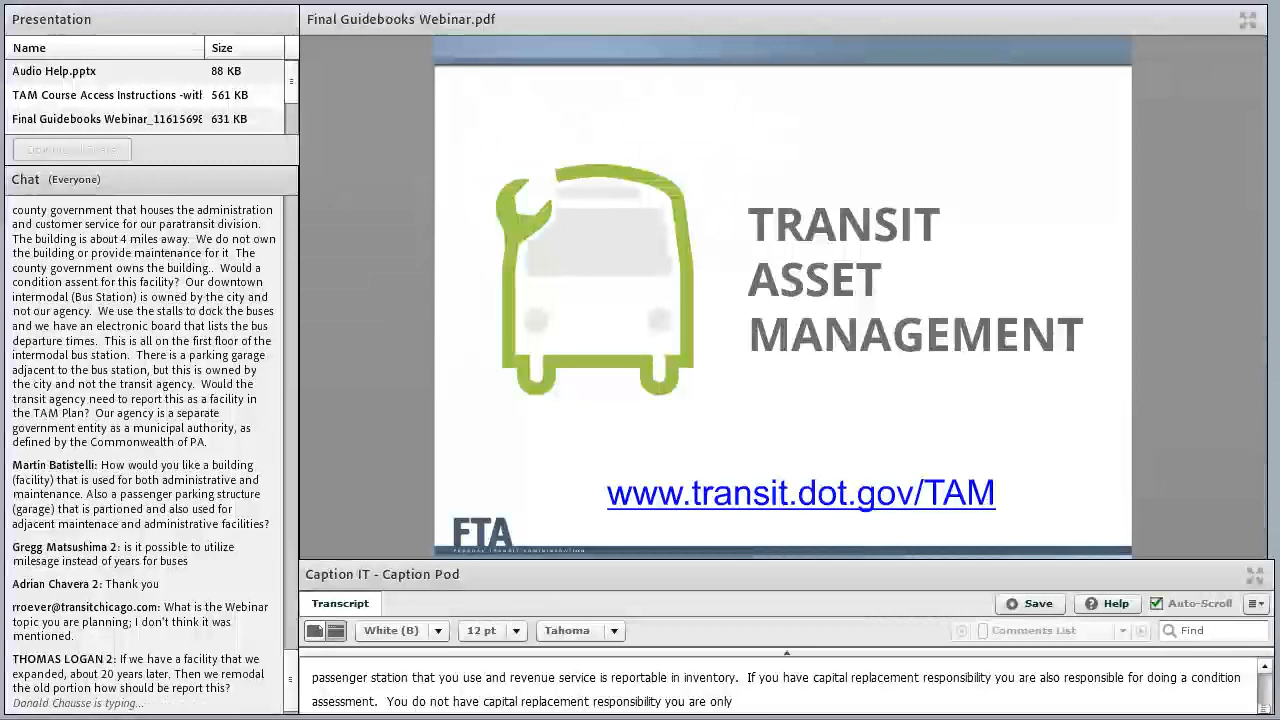 Presentation
Name Size
Audio Help.pptx 88 KB
TAM Course Access Instructions -with 561 KB
Final Guidebooks Webinar_11615698 631 KB
Chat (Everyone)
county government that houses the administration
and customer service for our paratransit division.
The building is about 4 miles away. We do not own
the building or provide maintenance for it The
county government owns the building.. Would a
condition assent for this facility? Our downtown
intermodal (Bus Station) is owned by the city and
not our agency. We use the stalls to dock the buses
and we have an electronic board that lists the bus
departure times. This is all on the first floor of the
intermodal bus station. There is a parking garage
adjacent to the bus station, but this is owned by
the city and not the transit agency. Would the
transit agency need to report this as a facility in
the TAM Plan? Our agency is a separate
government entity as a municipal authority, as
defined by the Commonwealth of PA.
Martin Batistelli: How would you like a building
(facility) that is used for both administrative and
maintenance. Also a passenger parking structure
(garage) that is partioned and also used for
adjacent maintenace and administrative facilities?
Gregg Matsushima 2: is it possible to utilize
mileage instead of years for buses
Adrian Chavera 2: Thank you
rroever@transitchicago.com: What is the Webinar
topic you are planning; I don't think it was
mentioned.
THOMAS LOGAN 2: If we have a facility that we
expanded, about 20 years later. Then we remodal
the old portion how should be report this?
Donald Chausse is typing...
Final Guidebooks Webinar.pdf
TRANSIT
ASSET
MANAGEMENT
www.transit.dot.gov/TAM
FTA
FEDERAL TRANSIT ADMINISTRATION
Caption IT - Caption Pod
Transcript
Save
Help
Auto-Scroll
White (B)
12 pt
Tahoma
Comments List
Find
passenger station that you use and revenue service is reportable in inventory. If you have capital replacement responsibility you are also responsible for doing a condition
assessment. You do not have capital replacement responsibility you are only